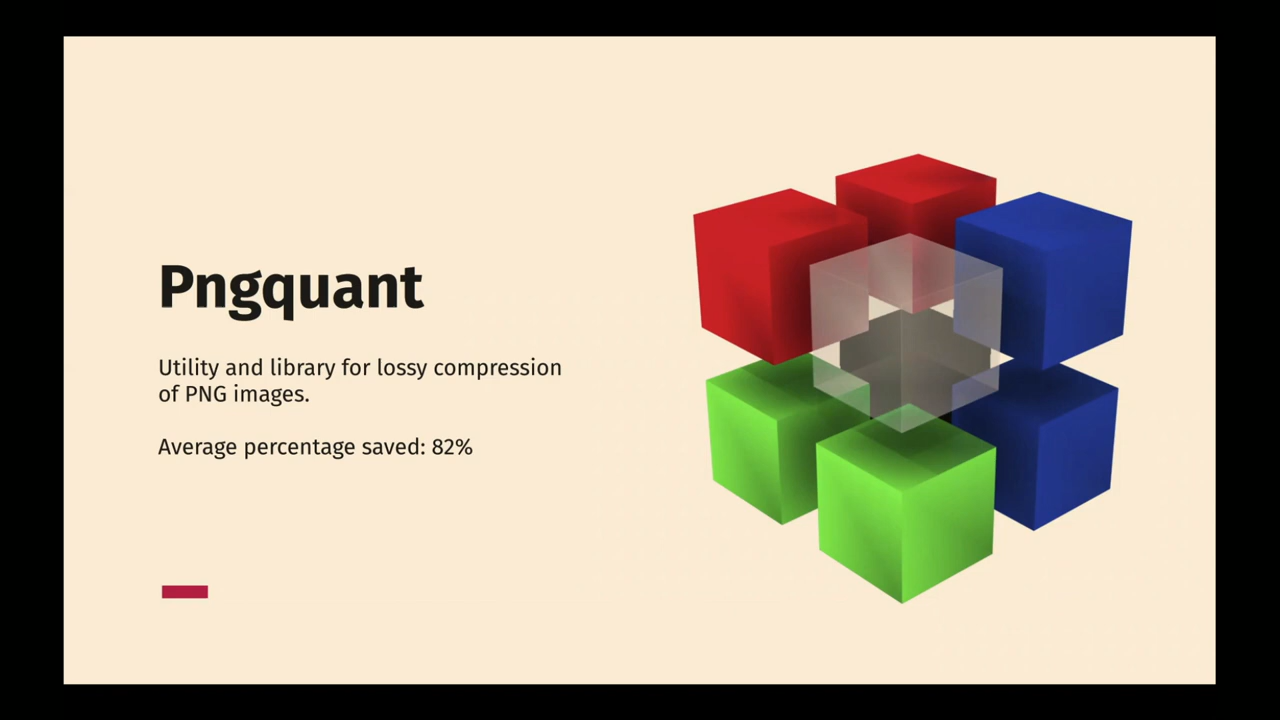 Pngquant
Utility and library for lossy compression
of PNG images.
Average percentage saved: 82%